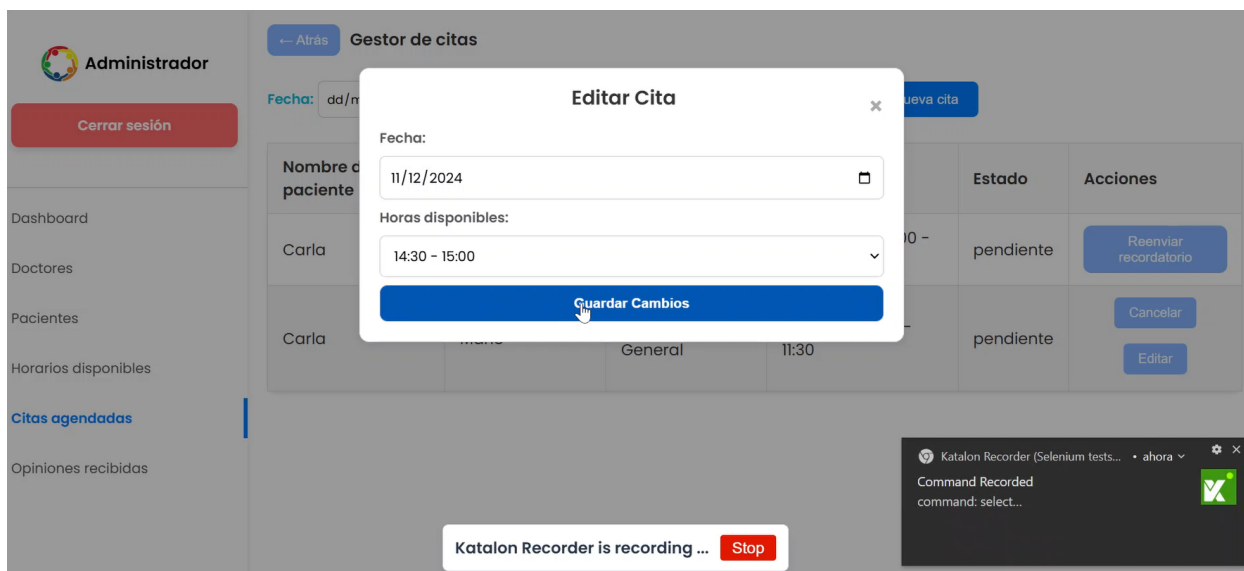 Administrador
Cerrar sesión
Dashboard
Doctores
Pacientes
Horarios disponibles
Citas agendadas
Opiniones recibidas
← Atrás
Gestor de citas
Fecha: dd/m
ueva cita
Nombre d
paciente
Estado
Acciones
Carla
00 -
pendiente
Reenviar
recordatorio
Carla
General
11:30
pendiente
Cancelar
Editar
Editar Cita
×
Fecha:
11/12/2024
Horas disponibles:
14:30 - 15:00
Guardar Cambios
Katalon Recorder (Selenium tests... • ahora
Command Recorded
command: select...
Katalon Recorder is recording ...
Stop